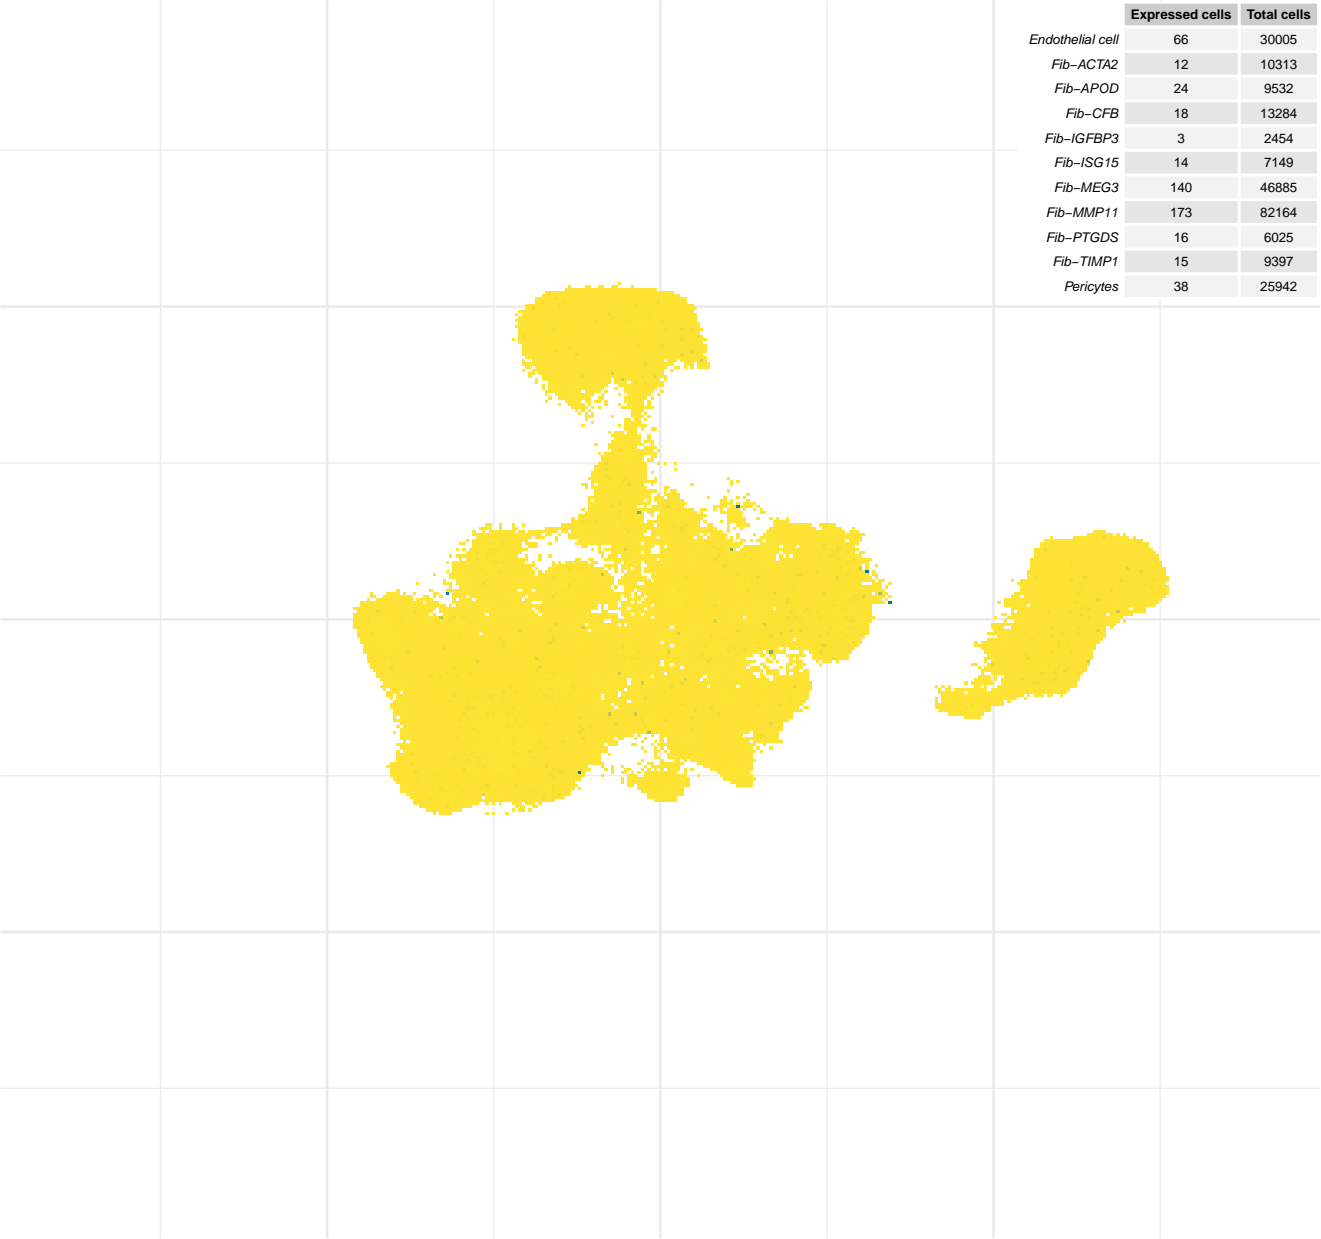 Expressed cells Total cells
Endothelial cell 66 30005
Fib−ACTA2 12 10313
Fib−APOD 24 9532
Fib−CFB 18 13284
Fib−IGFBP3 3 2454
Fib−ISG15 14 7149
Fib−MEG3 140 46885
Fib−MMP11 173 82164
Fib−PTGDS 16 6025
Fib−TIMP1 15 9397
Pericytes 38 25942